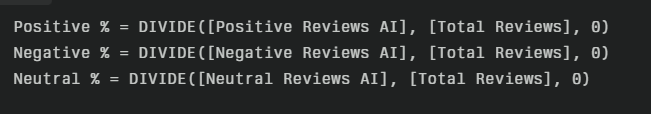 Positive % = DIVIDE([Positive Reviews AI], [Total Reviews], 0)
Negative % = DIVIDE([Negative Reviews AI], [Total Reviews], 0)
Neutral % = DIVIDE([Neutral Reviews AI], [Total Reviews], 0)